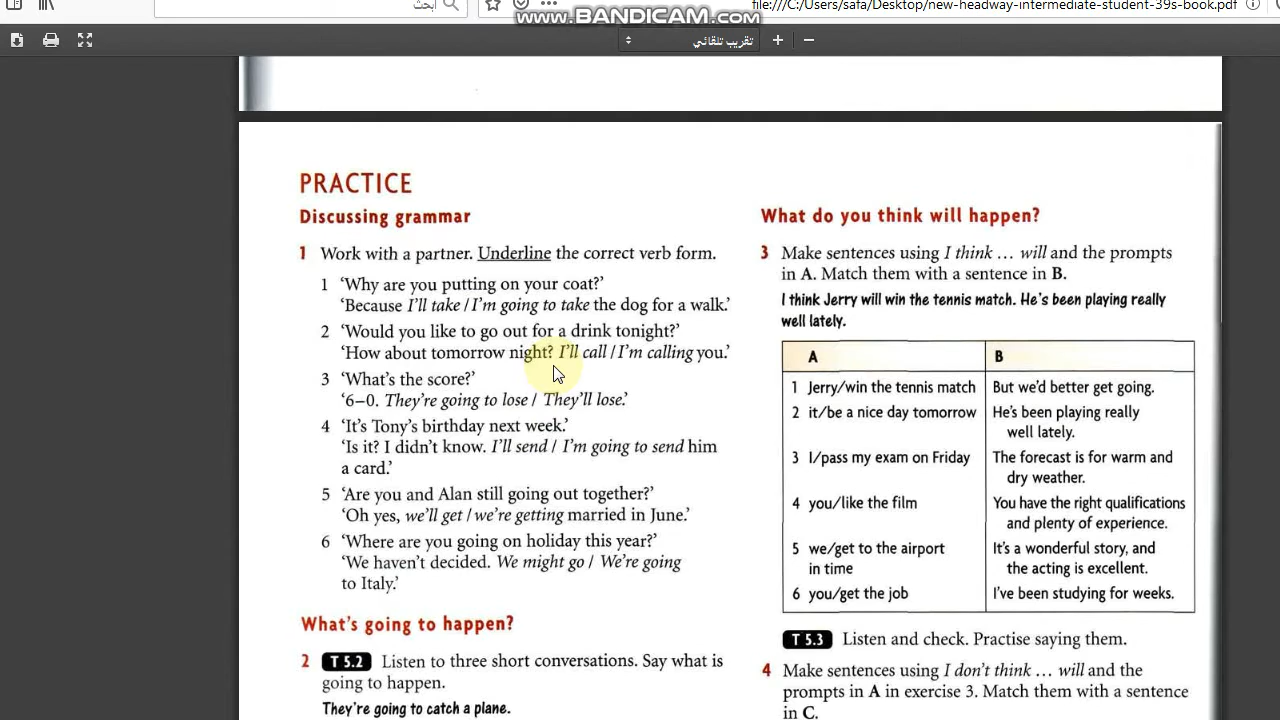 ابحث
file:///C:/Users/safa/Desktop/new-headway-intermediate-student-39s-book.pdf
www.BANDICAM.com
تقريب تلقائي
PRACTICE
Discussing grammar
1 Work with a partner. Underline the correct verb form.
1 ‘Why are you putting on your coat?’
‘Because I’ll take / I’m going to take the dog for a walk.’
2 ‘Would you like to go out for a drink tonight?’
‘How about tomorrow night? I’ll call / I’m calling you.’
3 ‘What’s the score?’
‘6–0. They’re going to lose / They’ll lose.’
4 ‘It’s Tony’s birthday next week.’
‘Is it? I didn’t know. I’ll send / I’m going to send him
a card.’
5 ‘Are you and Alan still going out together?’
‘Oh yes, we’ll get / we’re getting married in June.’
6 ‘Where are you going on holiday this year?’
‘We haven’t decided. We might go / We’re going
to Italy.’
What’s going to happen?
2 T 5.2 Listen to three short conversations. Say what is
going to happen.
They’re going to catch a plane.
What do you think will happen?
3 Make sentences using I think … will and the prompts
in A. Match them with a sentence in B.
I think Jerry will win the tennis match. He’s been playing really
well lately.
A B
1 Jerry/win the tennis match But we’d better get going.
2 it/be a nice day tomorrow He’s been playing really
well lately.
3 I/pass my exam on Friday The forecast is for warm and
dry weather.
4 you/like the film You have the right qualifications
and plenty of experience.
5 we/get to the airport It’s a wonderful story, and
in time the acting is excellent.
6 you/get the job I’ve been studying for weeks.
T 5.3 Listen and check. Practise saying them.
4 Make sentences using I don’t think … will and the
prompts in A in exercise 3. Match them with a sentence
in C.